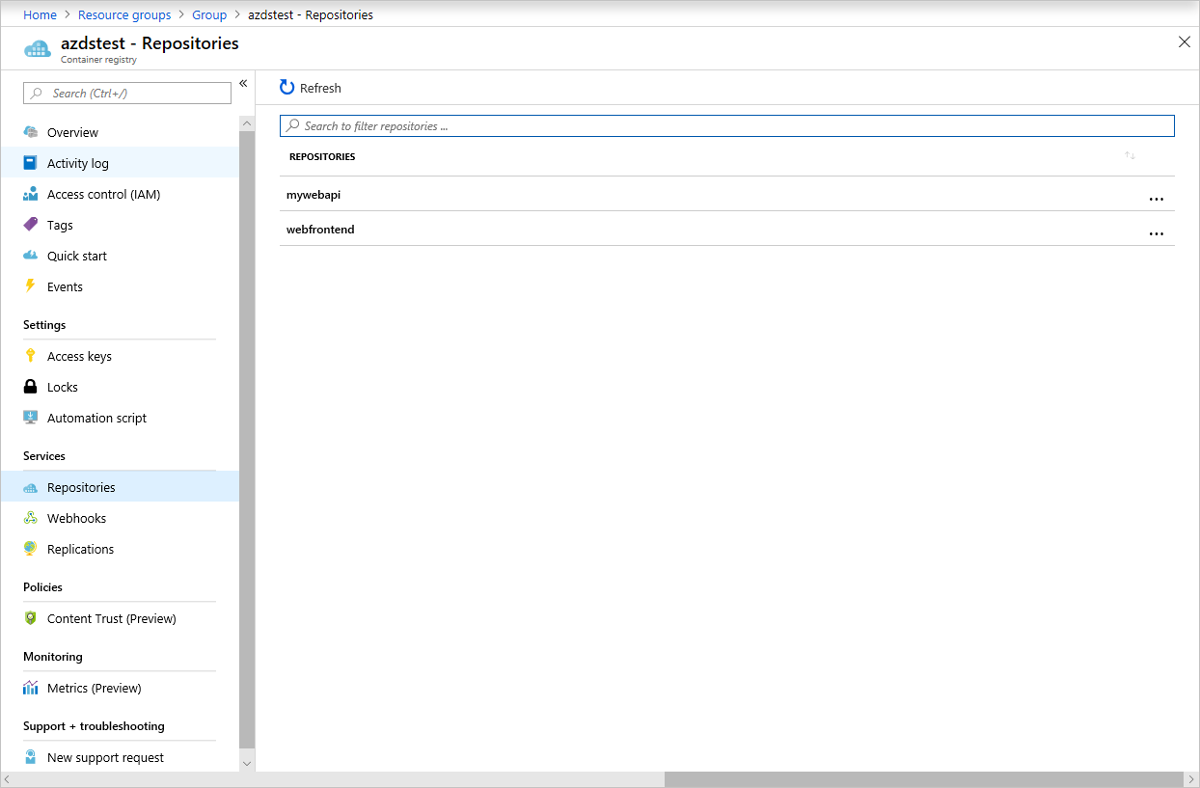 Home > Resource groups > Group > azdstest - Repositories
azdstest - Repositories
Container registry
Search (Ctrl+/)
«
Overview
Activity log
Access control (IAM)
Tags
Quick start
Events
Settings
Access keys
Locks
Automation script
Services
Repositories
Webhooks
Replications
Policies
Content Trust (Preview)
Monitoring
Metrics (Preview)
Support + troubleshooting
New support request
Refresh
Search to filter repositories ...
REPOSITORIES
mywebapi ...
webfrontend ...